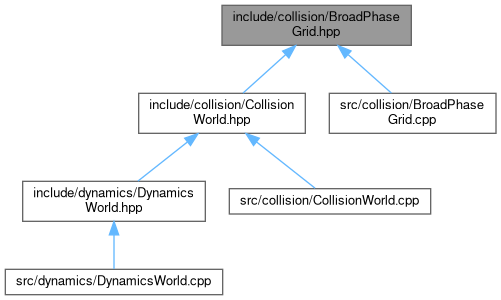 include/collision/BroadPhase
Grid.hpp
include/collision/Collision
World.hpp
src/collision/BroadPhase
Grid.cpp
include/dynamics/Dynamics
World.hpp
src/collision/CollisionWorld.cpp
src/dynamics/DynamicsWorld.cpp